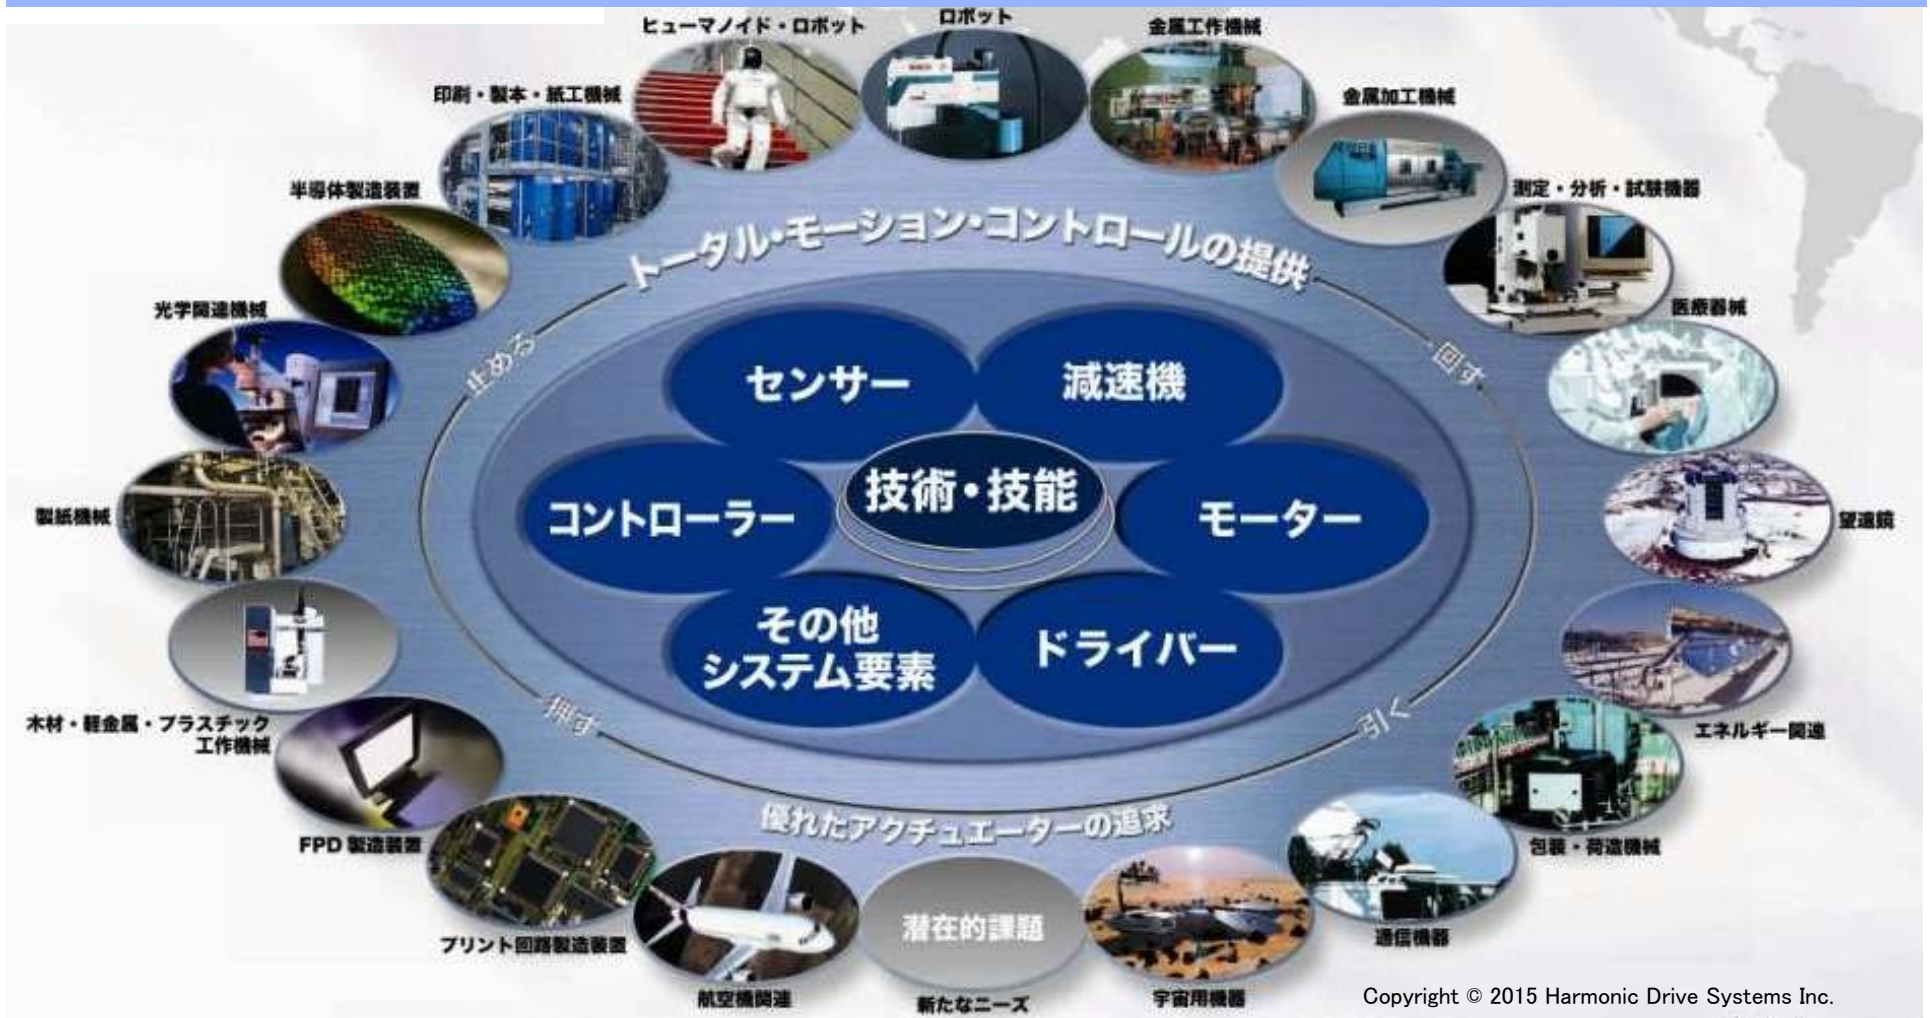 ヒューマノイド・ロボット
ロボット
金属工作機械
印刷・製本・紙工機械
金属加工機械
半導体製造装置
測定・分析・試験機器
トータル・モーション・コントロールの提供
光学関連機械
医療器械
止める
回す
センサー
減速機
技術・技能
製紙機械
コントローラー
モーター
望遠鏡
その他
システム要素
ドライバー
木材・軽金属・プラスチック
工作機械
押す
引く
エネルギー関連
優れたアクチュエーターの追求
FPD 製造装置
包装・荷造機械
プリント回路製造装置
潜在的課題
通信機器
航空機関連
新たなニーズ
宇宙用機器
Copyright © 2015 Harmonic Drive Systems Inc.